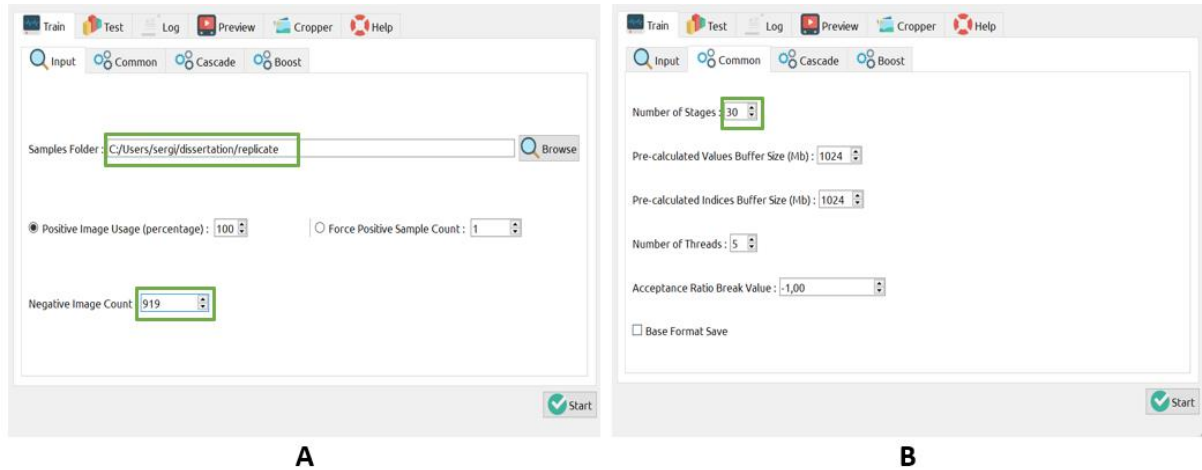 Train Test Log Preview Cropper Help
Input Common Cascade Boost
Samples Folder : C:/Users/sergi/dissertation/replicate Browse
Positive Image Usage (percentage) : 100 Force Positive Sample Count : 1
Negative Image Count 919
Start
A
Train Test Log Preview Cropper Help
Input Common Cascade Boost
Number of Stages : 30
Pre-calculated Values Buffer Size (Mb) : 1024
Pre-calculated Indices Buffer Size (Mb) : 1024
Number of Threads : 5
Acceptance Ratio Break Value : -1,00
Base Format Save
Start
B